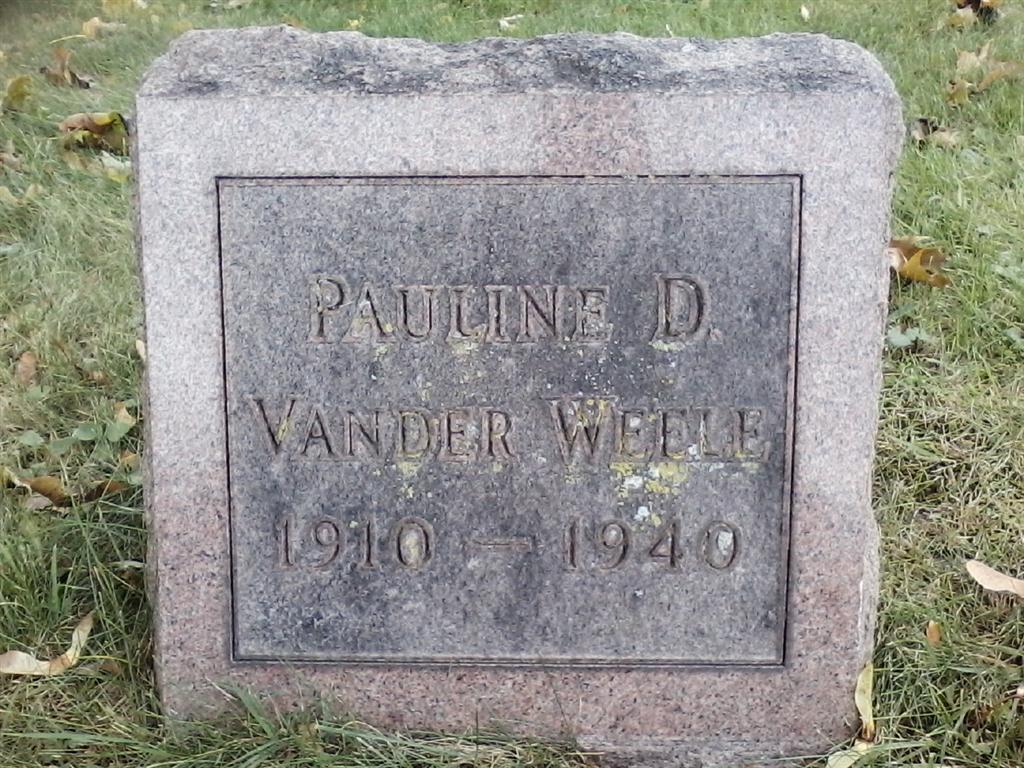 PAULINE D.
VANDER WEELE
1910 — 1940